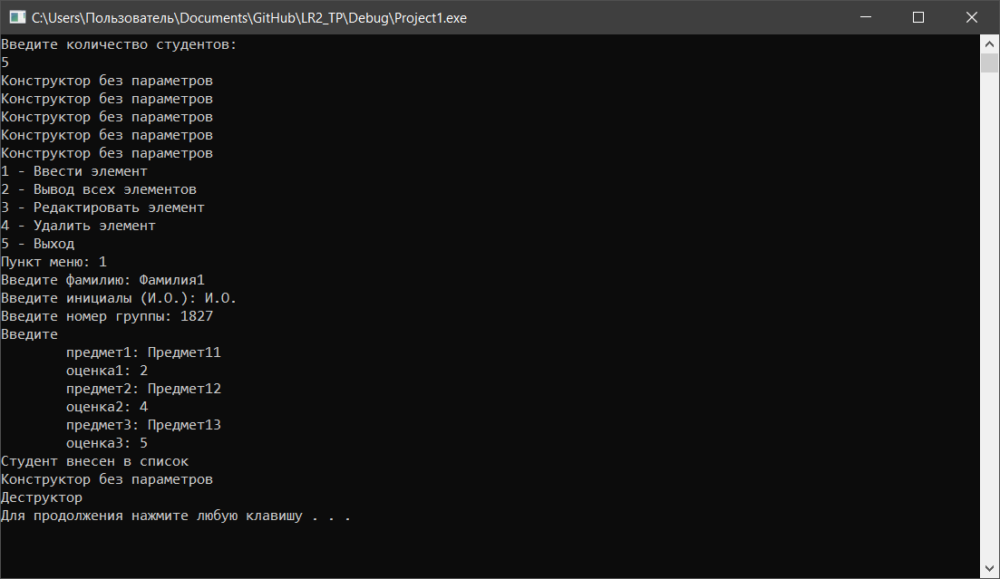 C:\Users\Пользователь\Documents\GitHub\LR2_TP\Debug\Project1.exe
Введите количество студентов:
5
Конструктор без параметров
Конструктор без параметров
Конструктор без параметров
Конструктор без параметров
Конструктор без параметров
1 - Ввести элемент
2 - Вывод всех элементов
3 - Редактировать элемент
4 - Удалить элемент
5 - Выход
Пункт меню: 1
Введите фамилию: Фамилия1
Введите инициалы (И.О.): И.О.
Введите номер группы: 1827
Введите
        предмет1: Предмет11
        оценка1: 2
        предмет2: Предмет12
        оценка2: 4
        предмет3: Предмет13
        оценка3: 5
Студент внесен в список
Конструктор без параметров
Деструктор
Для продолжения нажмите любую клавишу . . .